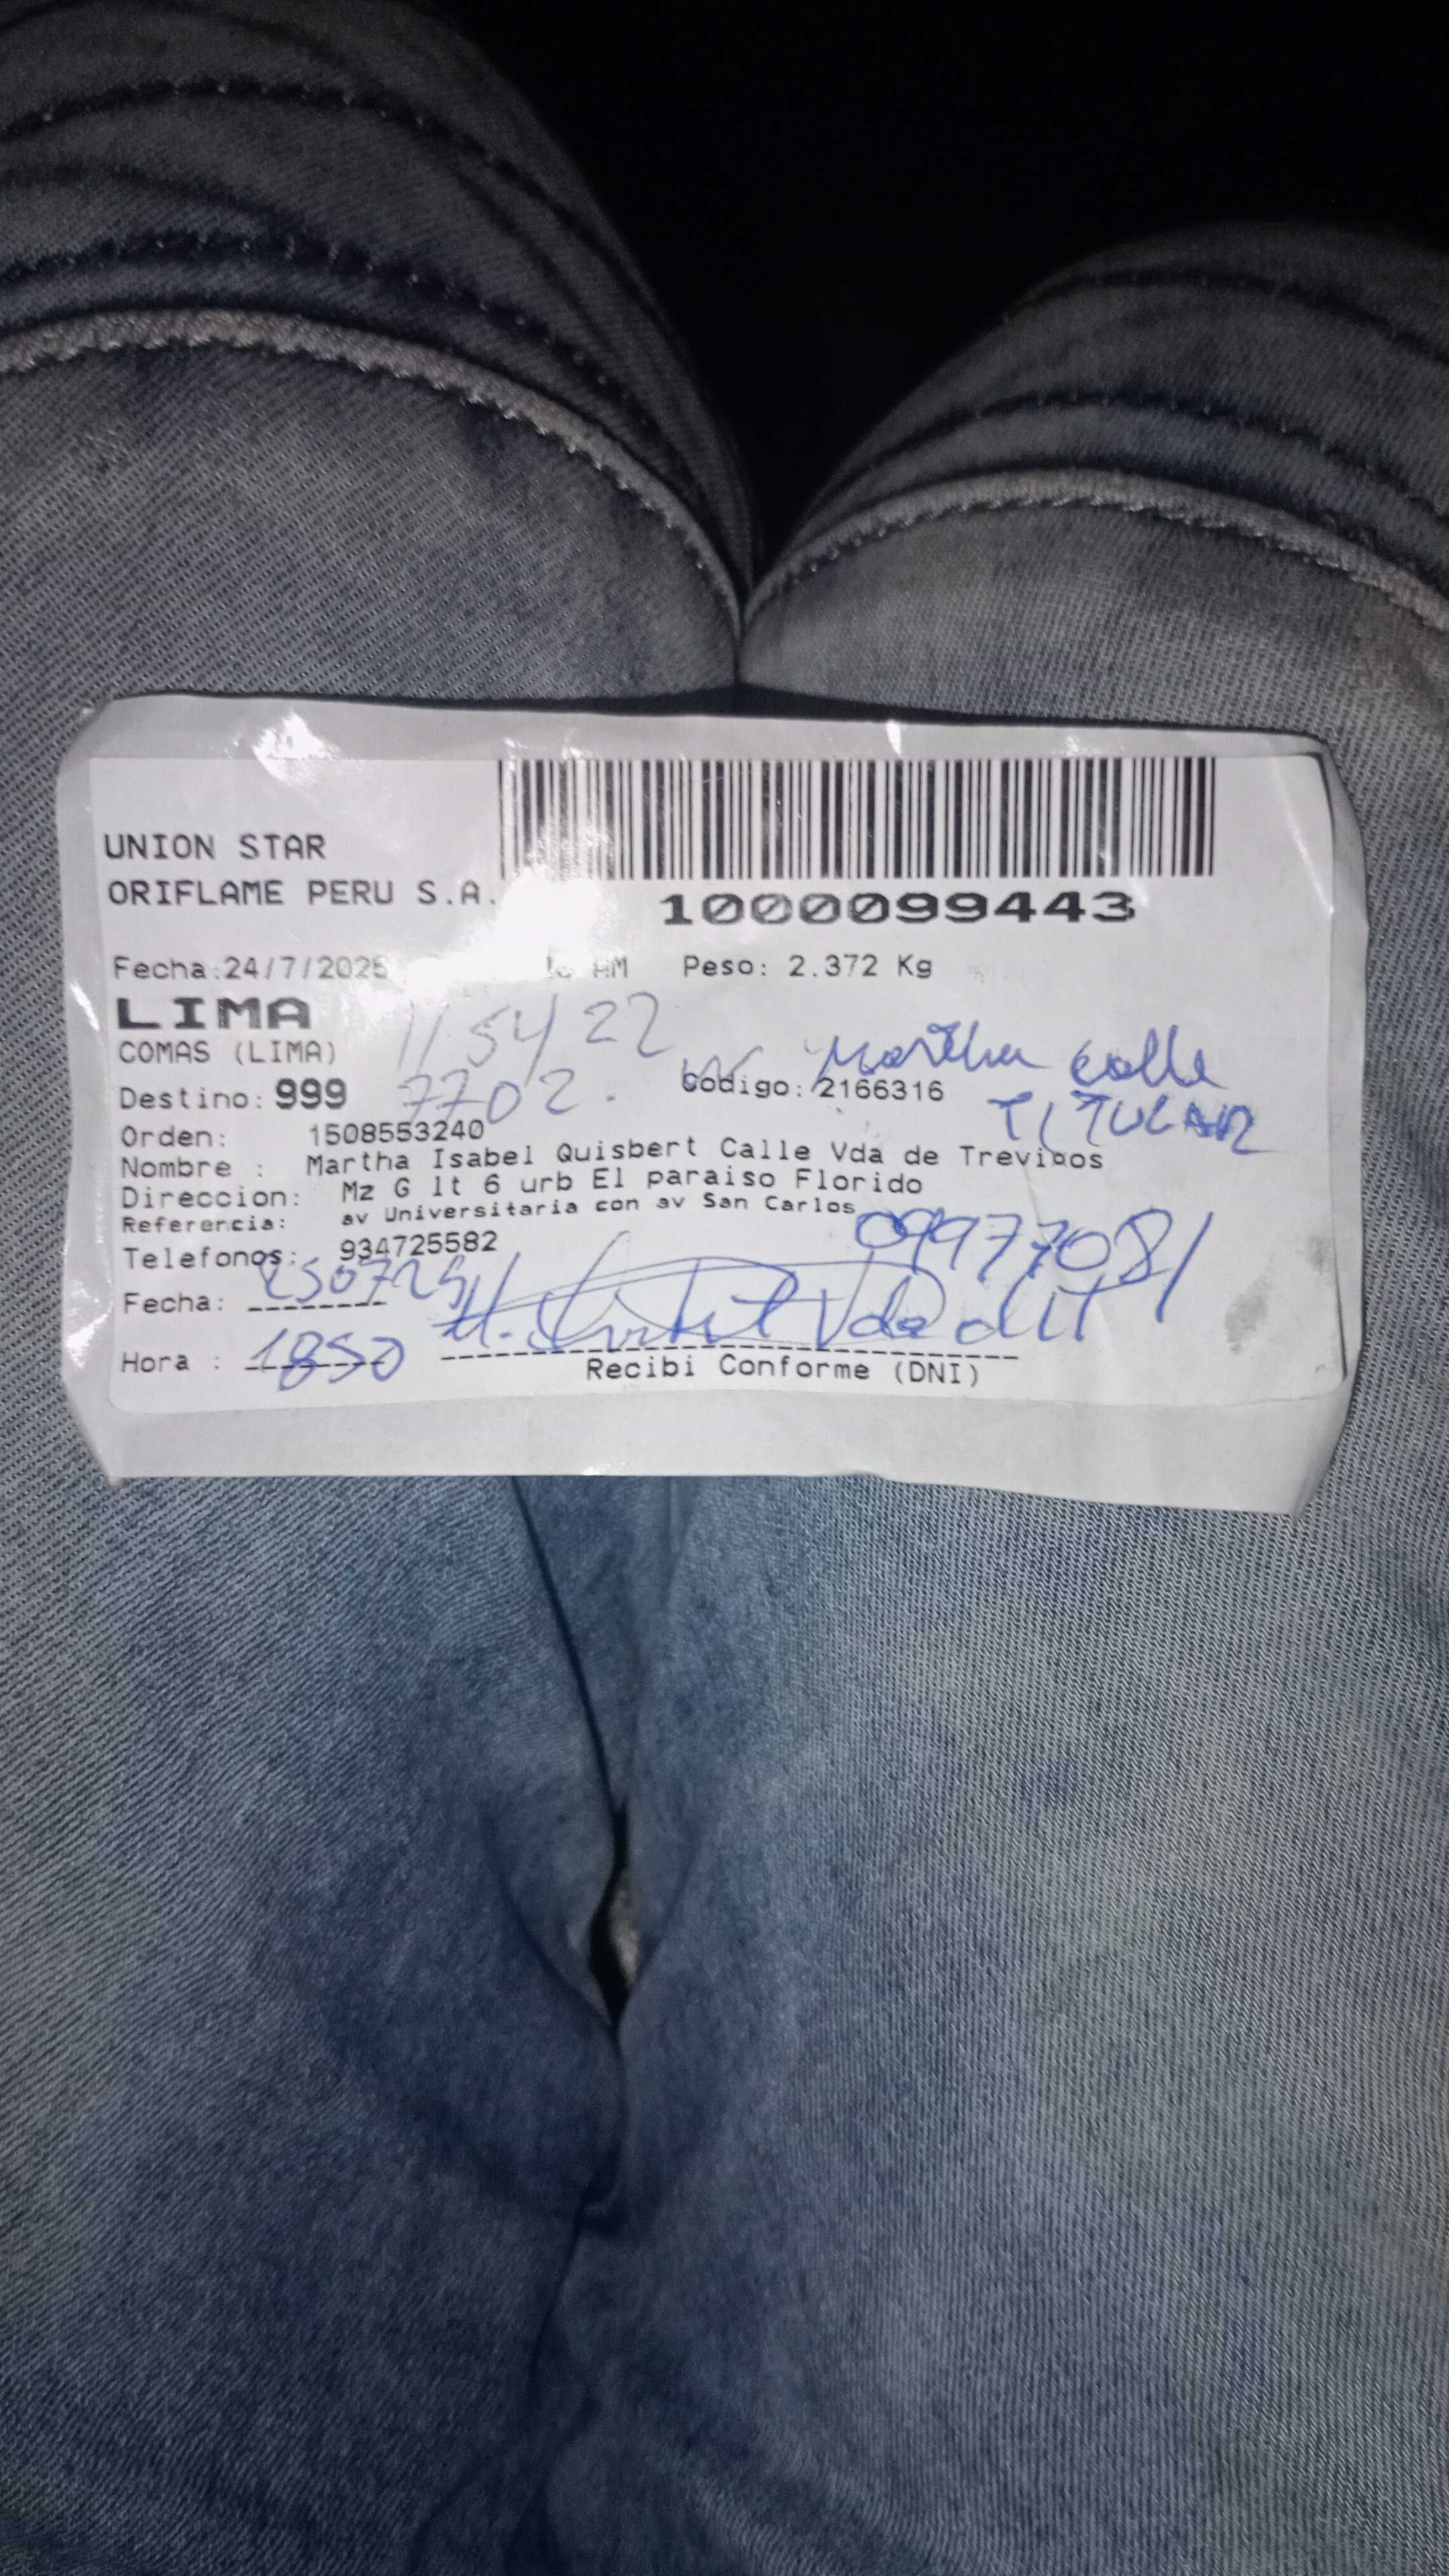 UNION STAR
ORIFLAME PERU S.A.
1000099443
Fecha:24/7/2025 AM Peso: 2.372 Kg
LIMA
COMAS (LIMA)
11 54/22
Martha Calle
Destino: 999 7702. Codigo: 2166316
TITULAR
Orden: 1508553240
Nombre : Martha Isabel Quisbert Calle Vda de Trevinos
Direccion: Mz G lt 6 urb El paraiso Florido
Referencia: av Universitaria con av San Carlos
09977081
Telefonos: 934725582
Fecha: 250725
Hora : 1850
Recibi Conforme (DNI)